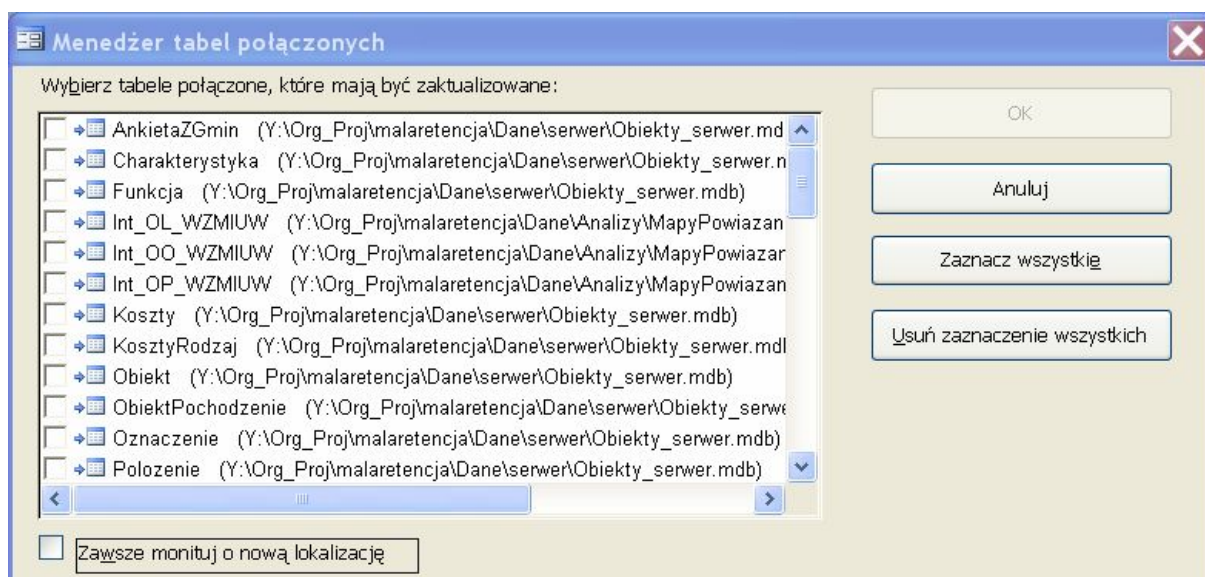 Menedżer tabel połączonych
Wybierz tabele połączone, które mają być zaktualizowane:
AnkietaZGmin (Y:\Org_Proj\malaretencja\Dane\serwer\Obiekty_serwer.md
Charakterystyka (Y:\Org_Proj\malaretencja\Dane\serwer\Obiekty_serwer.n
Funkcja (Y:\Org_Proj\malaretencja\Dane\serwer\Obiekty_serwer.mdb)
Int_OL_WZMIUW (Y:\Org_Proj\malaretencja\Dane\Analizy\MapyPowiazan
Int_OO_WZMIUW (Y:\Org_Proj\malaretencja\Dane\Analizy\MapyPowiazar
Int_OP_WZMIUW (Y:\Org_Proj\malaretencja\Dane\Analizy\MapyPowiazan
Koszty (Y:\Org_Proj\malaretencja\Dane\serwer\Obiekty_serwer.mdb)
KosztyRodzaj (Y:\Org_Proj\malaretencja\Dane\serwer\Obiekty_serwer.mdl
Obiekt (Y:\Org_Proj\malaretencja\Dane\serwer\Obiekty_serwer.mdb)
ObiektPochodzenie (Y:\Org_Proj\malaretencja\Dane\serwer\Obiekty_serwe
Oznaczenie (Y:\Org_Proj\malaretencja\Dane\serwer\Obiekty_serwer.mdb)
Polozenie (Y:\Org_Proj\malaretencja\Dane\serwer\Obiekty_serwer.mdb)
Zawsze monituj o nową lokalizację
OK
Anuluj
Zaznacz wszystkie
Usuń zaznaczenie wszystkich